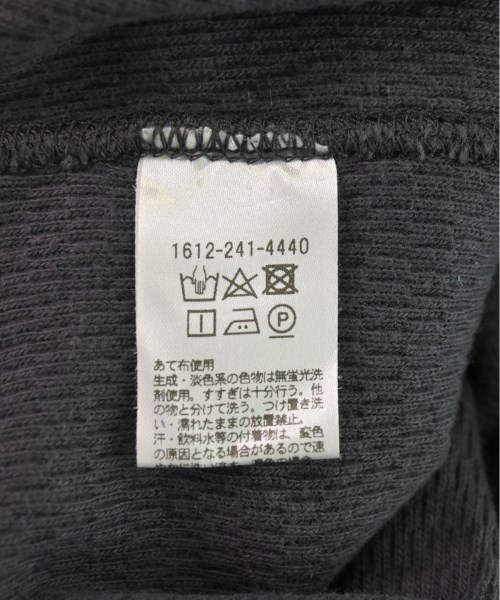 1612-241-4440
あて布使用
生成・淡色系の色物は無蛍光洗
剤使用。すすぎは十分行う。他
の物と分けて洗う。つけ置き洗
い・濡れたままの放置禁止。
汗・飲料水等の付着物は、変色
の原因となる場合があるので速